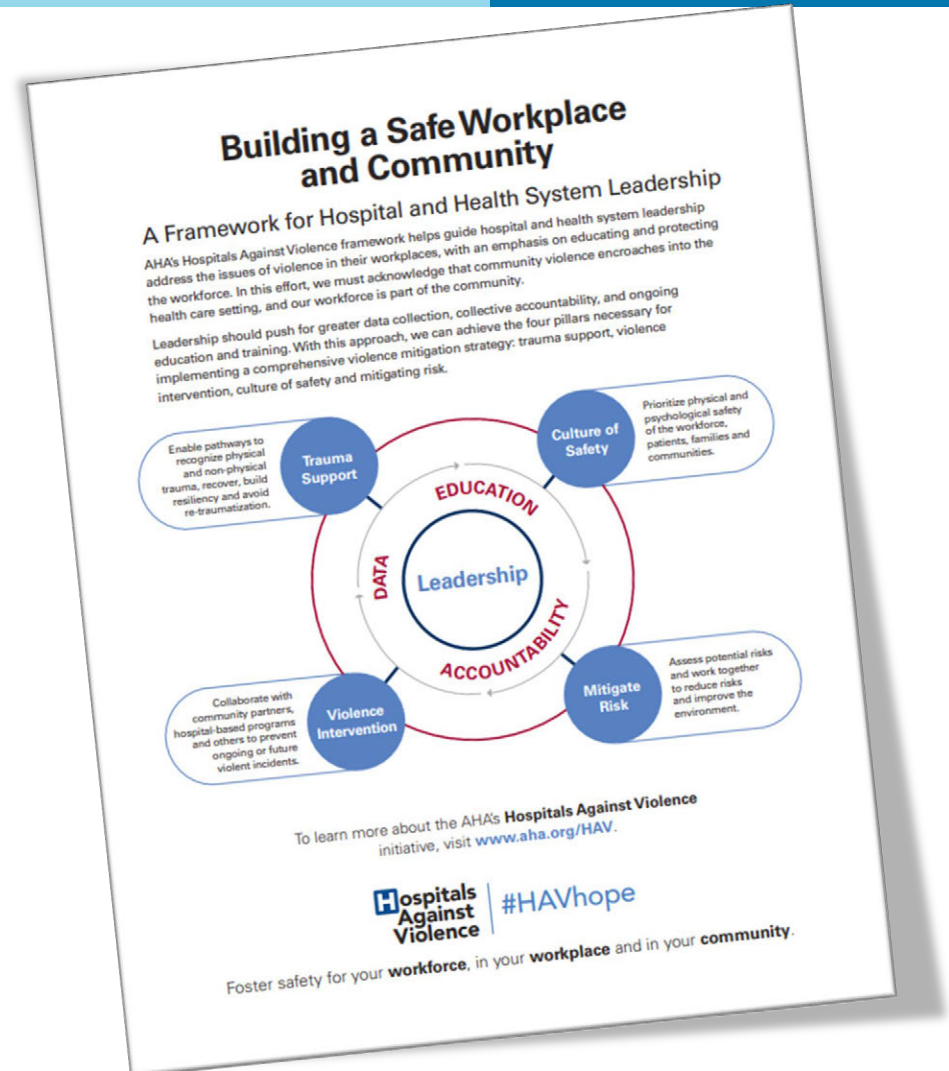 Building a Safe Workplace
and Community
A Framework for Hospital and Health System Leadership
AHA's Hospitals Against Violence framework helps guide hospital and health system leadership
address the issues of violence in their workplaces, with an emphasis on educating and protecting
the workforce. In this effort, we must acknowledge that community violence encroaches into the
health care setting, and our workforce is part of the community.
Leadership should push for greater data collection, collective accountability, and ongoing
education and training. With this approach, we can achieve the four pillars necessary for
implementing a comprehensive violence mitigation strategy: trauma support, violence
intervention, culture of safety and mitigating risk.
Enable pathways to
recognize physical
and non-physical
trauma, recover, build
resiliency and avoid
re-traumatization.
Trauma
Support
Culture of
Safety
Prioritize physical and
psychological safety
of the workforce,
patients, families and
communities.
EDUCATION
DATA
Leadership
ACCOUNTABILITY
Collaborate with
community partners,
hospital-based programs
and others to prevent
ongoing or future
violent incidents.
Violence
Intervention
Mitigate
Risk
Assess potential risks
and work together
to reduce risks
and improve the
environment.
To learn more about the AHA's Hospitals Against Violence
initiative, visit www.aha.org/HAV.
Hospitals
Against
Violence
#HAVhope
Foster safety for your workforce, in your workplace and in your community.